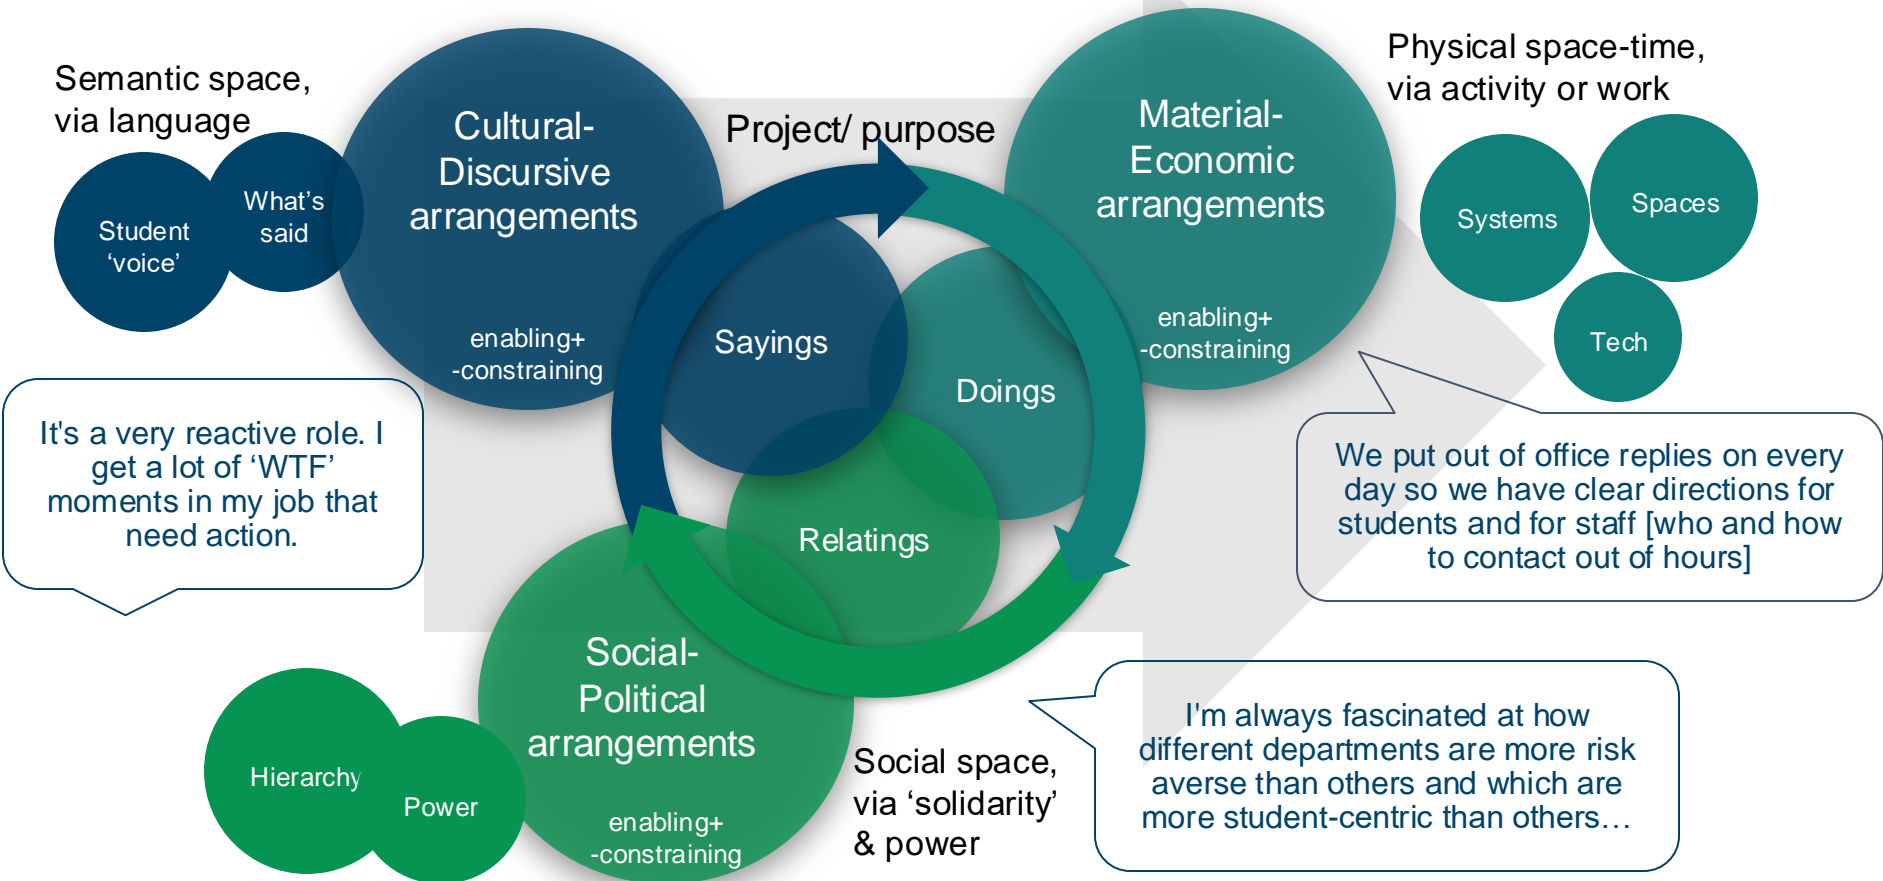 Semantic space,
via language
Student
‘voice’
What’s
said
Cultural-
Discursive
arrangements
enabling+
-constraining
Project/ purpose
Material-
Economic
arrangements
enabling+
-constraining
Physical space-time,
via activity or work
Systems
Spaces
Tech
Sayings
Doings
Relatings
It's a very reactive role. I
get a lot of ‘WTF’
moments in my job that
need action.
We put out of office replies on every
day so we have clear directions for
students and for staff [who and how
to contact out of hours]
Social-
Political
arrangements
enabling+
-constraining
Hierarchy
Power
Social space,
via ‘solidarity’
& power
I'm always fascinated at how
different departments are more risk
averse than others and which are
more student-centric than others…